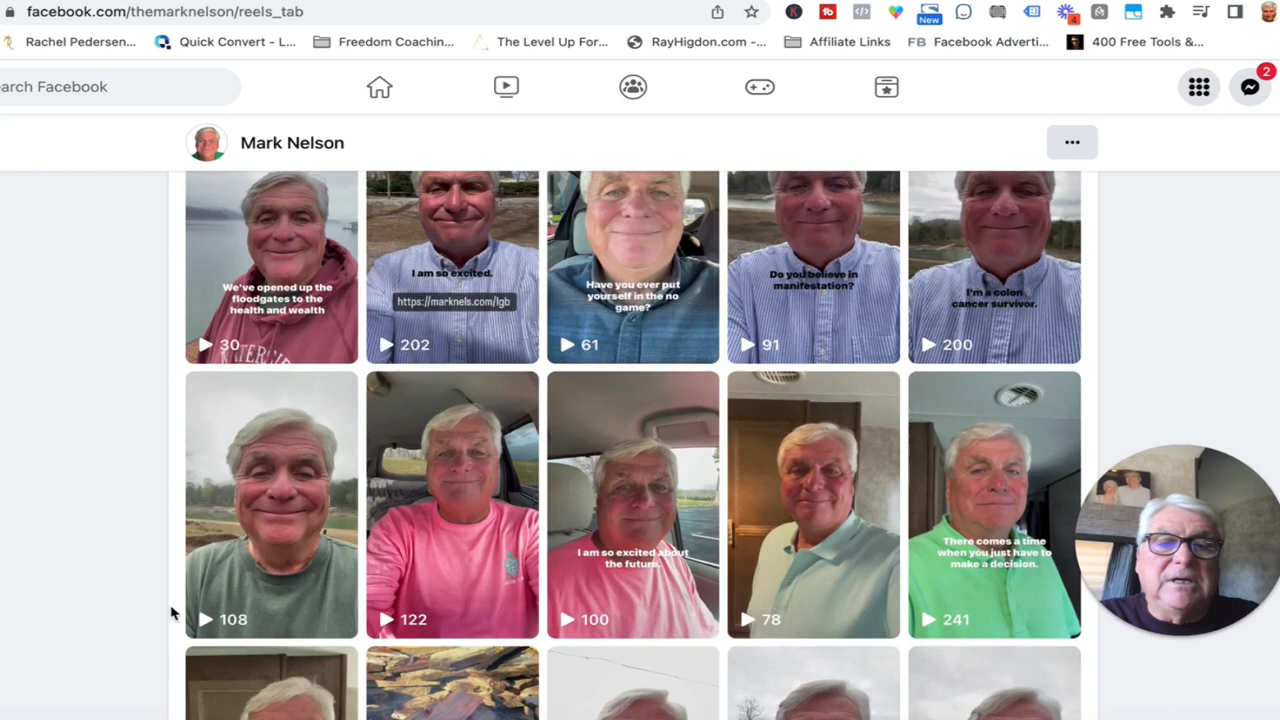 facebook.com/themarknelson/reels_tab
New
4
Rachel Pedersen...
Quick Convert - L...
Freedom Coachin...
The Level Up For...
RayHigdon.com -...
Affiliate Links
FB Facebook Adverti...
400 Free Tools &...
earch Facebook
2
Mark Nelson
We've opened up the
floodgates to the
health and wealth
30
I am so excited.
https://marknels.com/lgb
202
Have you ever put
yourself in the no
game?
61
Do you believe in
manifestation?
91
I'm a colon
cancer survivor.
200
108
122
I am so excited about
the future.
100
78
There comes a time
when you just have to
make a decision.
241